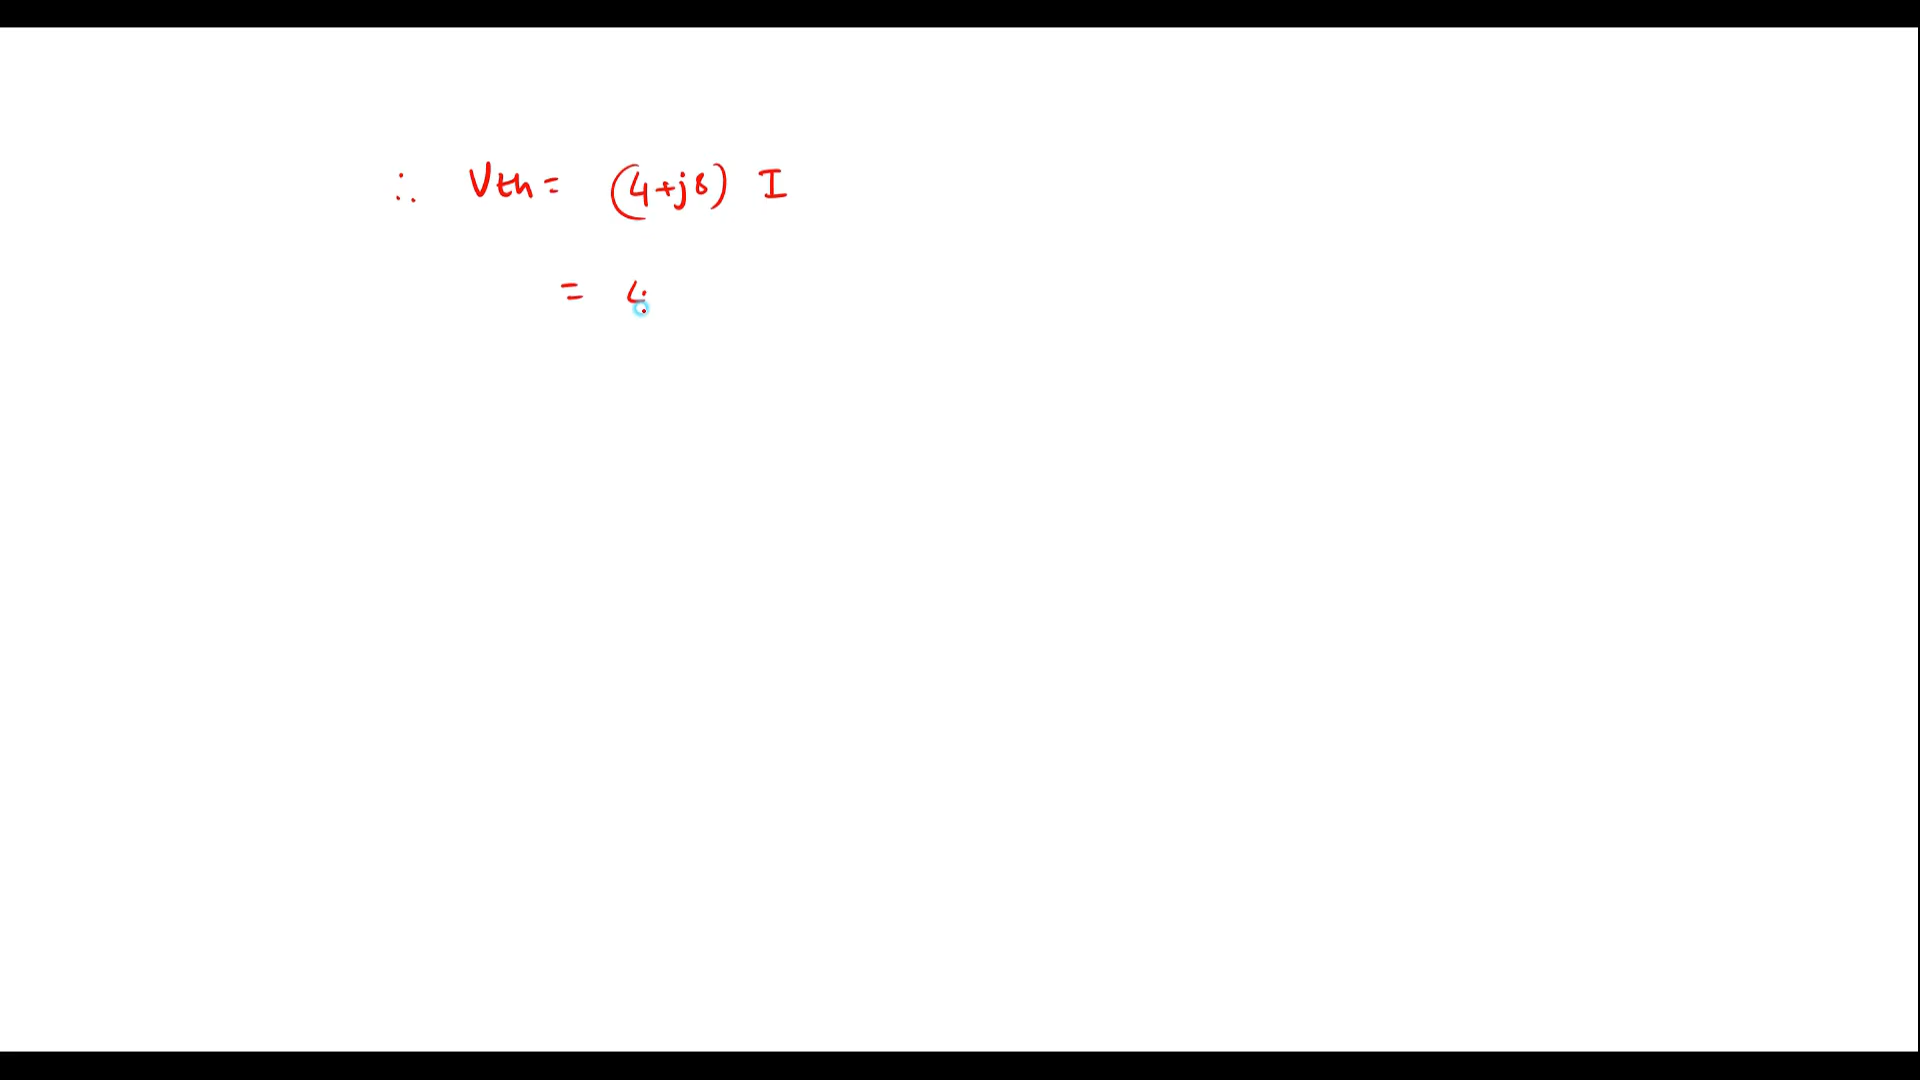 ∴ Vth = (4+j8) I
= 4